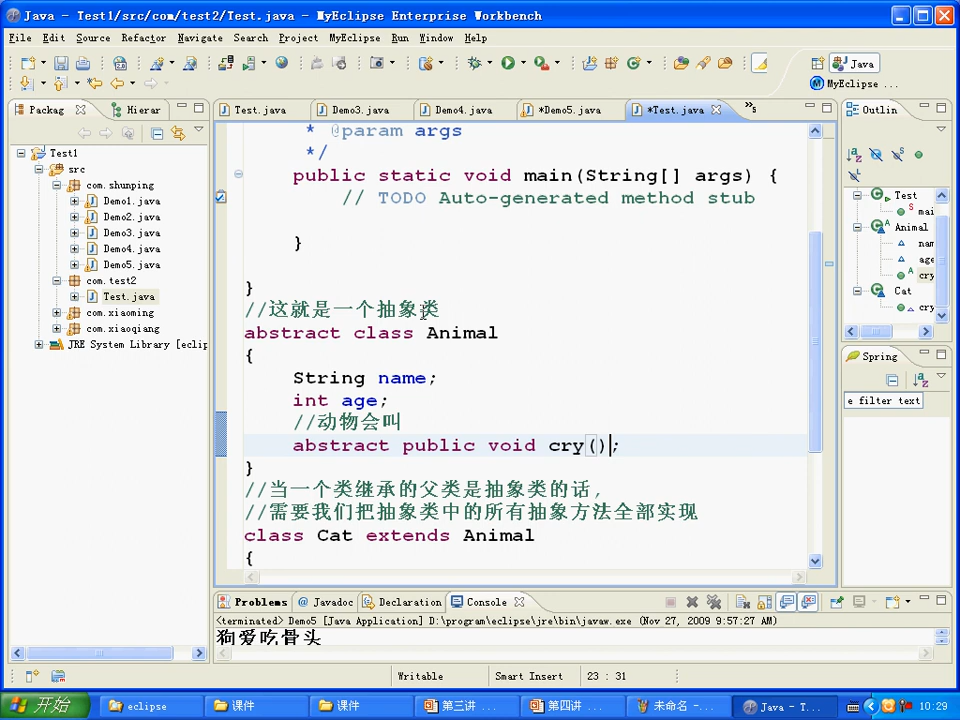 Java - Test1/src/com/test2/Test.java - MyEclipse Enterprise Workbench
File Edit Source Refactor Navigate Search Project MyEclipse Run Window Help
Java
MyEclipse ...
Packag Hierar
Test.java Demo3.java Demo4.java *Demo5.java *Test.java »5
Outlin
Test1
src
com.shunping
Demo1.java
Demo2.java
Demo3.java
Demo4.java
Demo5.java
com.test2
Test.java
com.xiaoming
com.xiaoqiang
JRE System Library [eclip
* @param args
*/
public static void main(String[] args) {
// TODO Auto-generated method stub
}
}
//这就是一个抽象类
abstract class Animal
{
String name;
int age;
//动物会叫
abstract public void cry();
}
//当一个类继承的父类是抽象类的话,
//需要我们把抽象类中的所有抽象方法全部实现
class Cat extends Animal
{
Test
mai
Animal
nam
age
cry
Cat
cry
Spring
e filter text
Problems @ Javadoc Declaration Console
<terminated> Demo5 [Java Application] D:\program\eclipse\jre\bin\javaw.exe (Nov 27, 2009 9:57:27 AM)
狗爱吃骨头
Writable Smart Insert 23 : 31
开始 eclipse 课件 课件 第三讲 ... 第四讲 ... 未命名 -... Java - T... 10:29